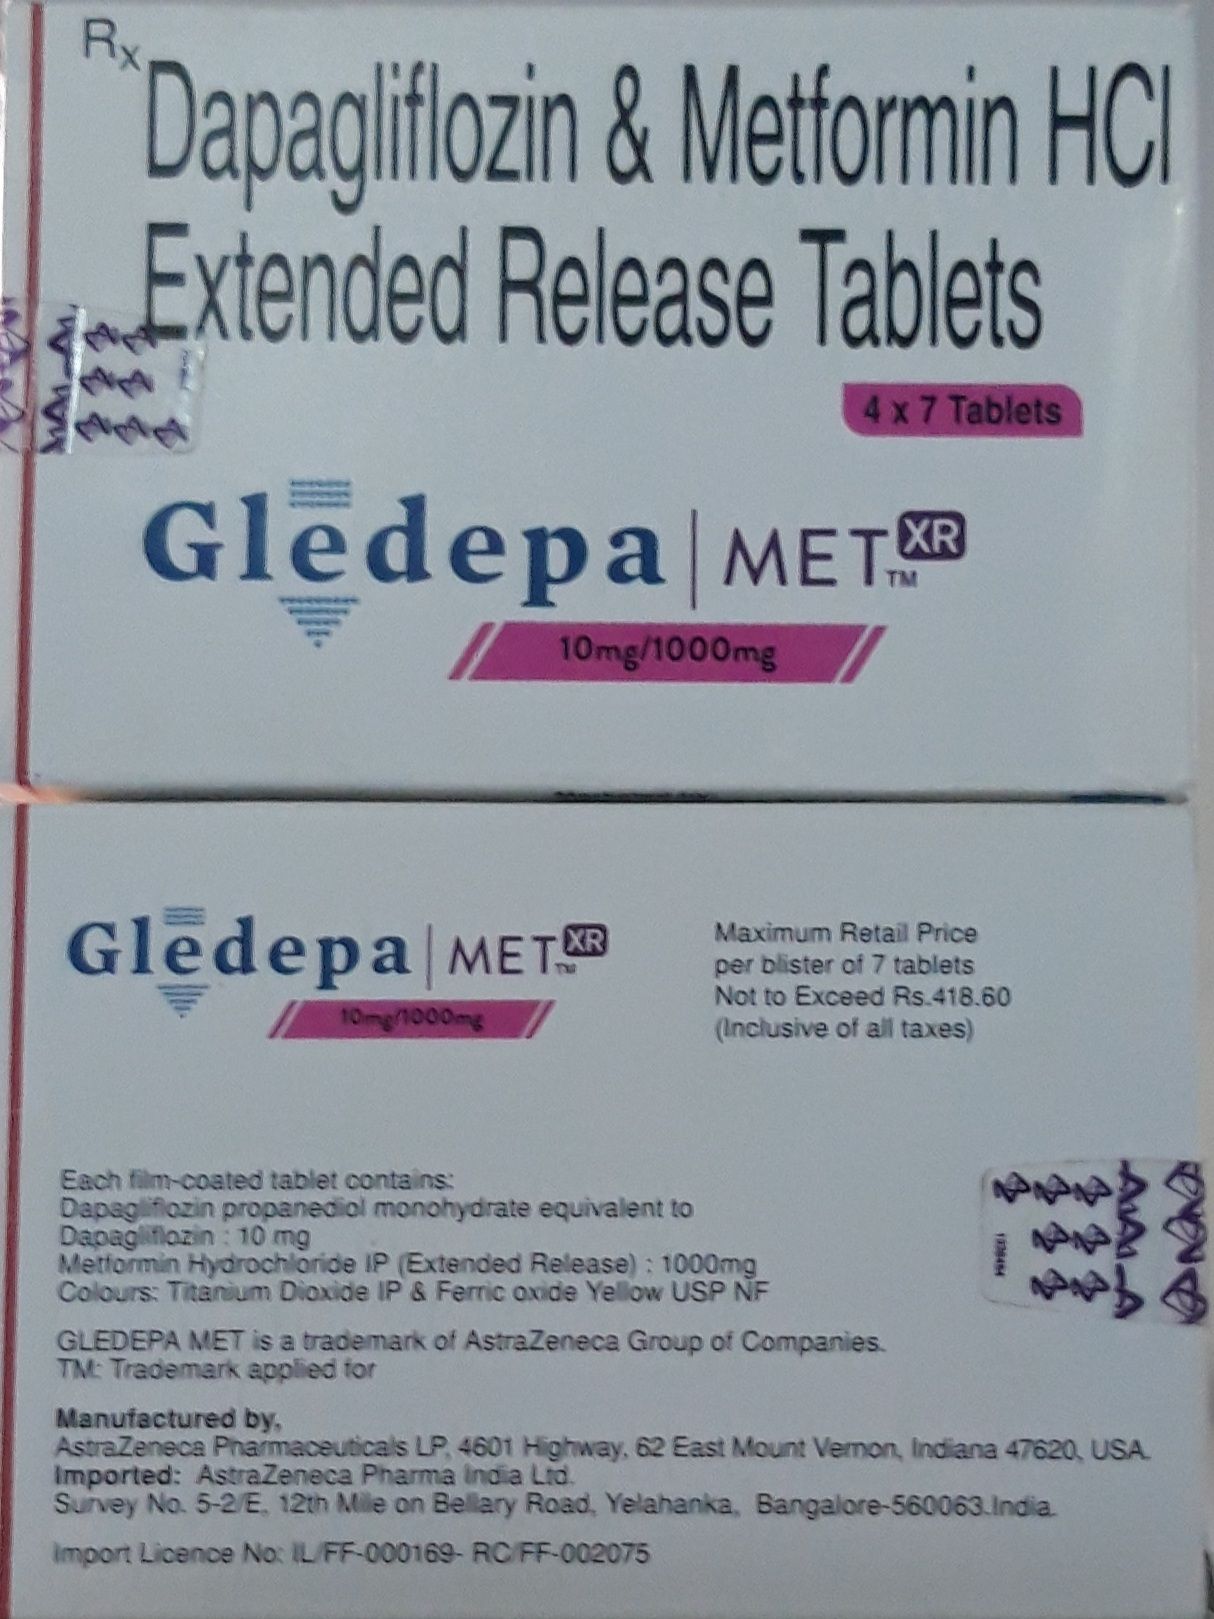 Rx
Dapagliflozin & Metformin HCl
Extended Release Tablets
4 x 7 Tablets
Gledepa | MET XR TM
10mg/1000mg
Gledepa | MET XR TM
10mg/1000mg
Maximum Retail Price
per blister of 7 tablets
Not to Exceed Rs.418.60
(Inclusive of all taxes)
Each film-coated tablet contains:
Dapagliflozin propanediol monohydrate equivalent to
Dapagliflozin : 10 mg
Metformin Hydrochloride IP (Extended Release) : 1000mg
Colours: Titanium Dioxide IP & Ferric oxide Yellow USP NF
GLEDEPA MET is a trademark of AstraZeneca Group of Companies.
TM: Trademark applied for
Manufactured by,
AstraZeneca Pharmaceuticals LP, 4601 Highway, 62 East Mount Vernon, Indiana 47620, USA.
Imported: AstraZeneca Pharma India Ltd.
Survey No. 5-2/E, 12th Mile on Bellary Road, Yelahanka, Bangalore-560063.India.
Import Licence No: IL/FF-000169- RC/FF-002075